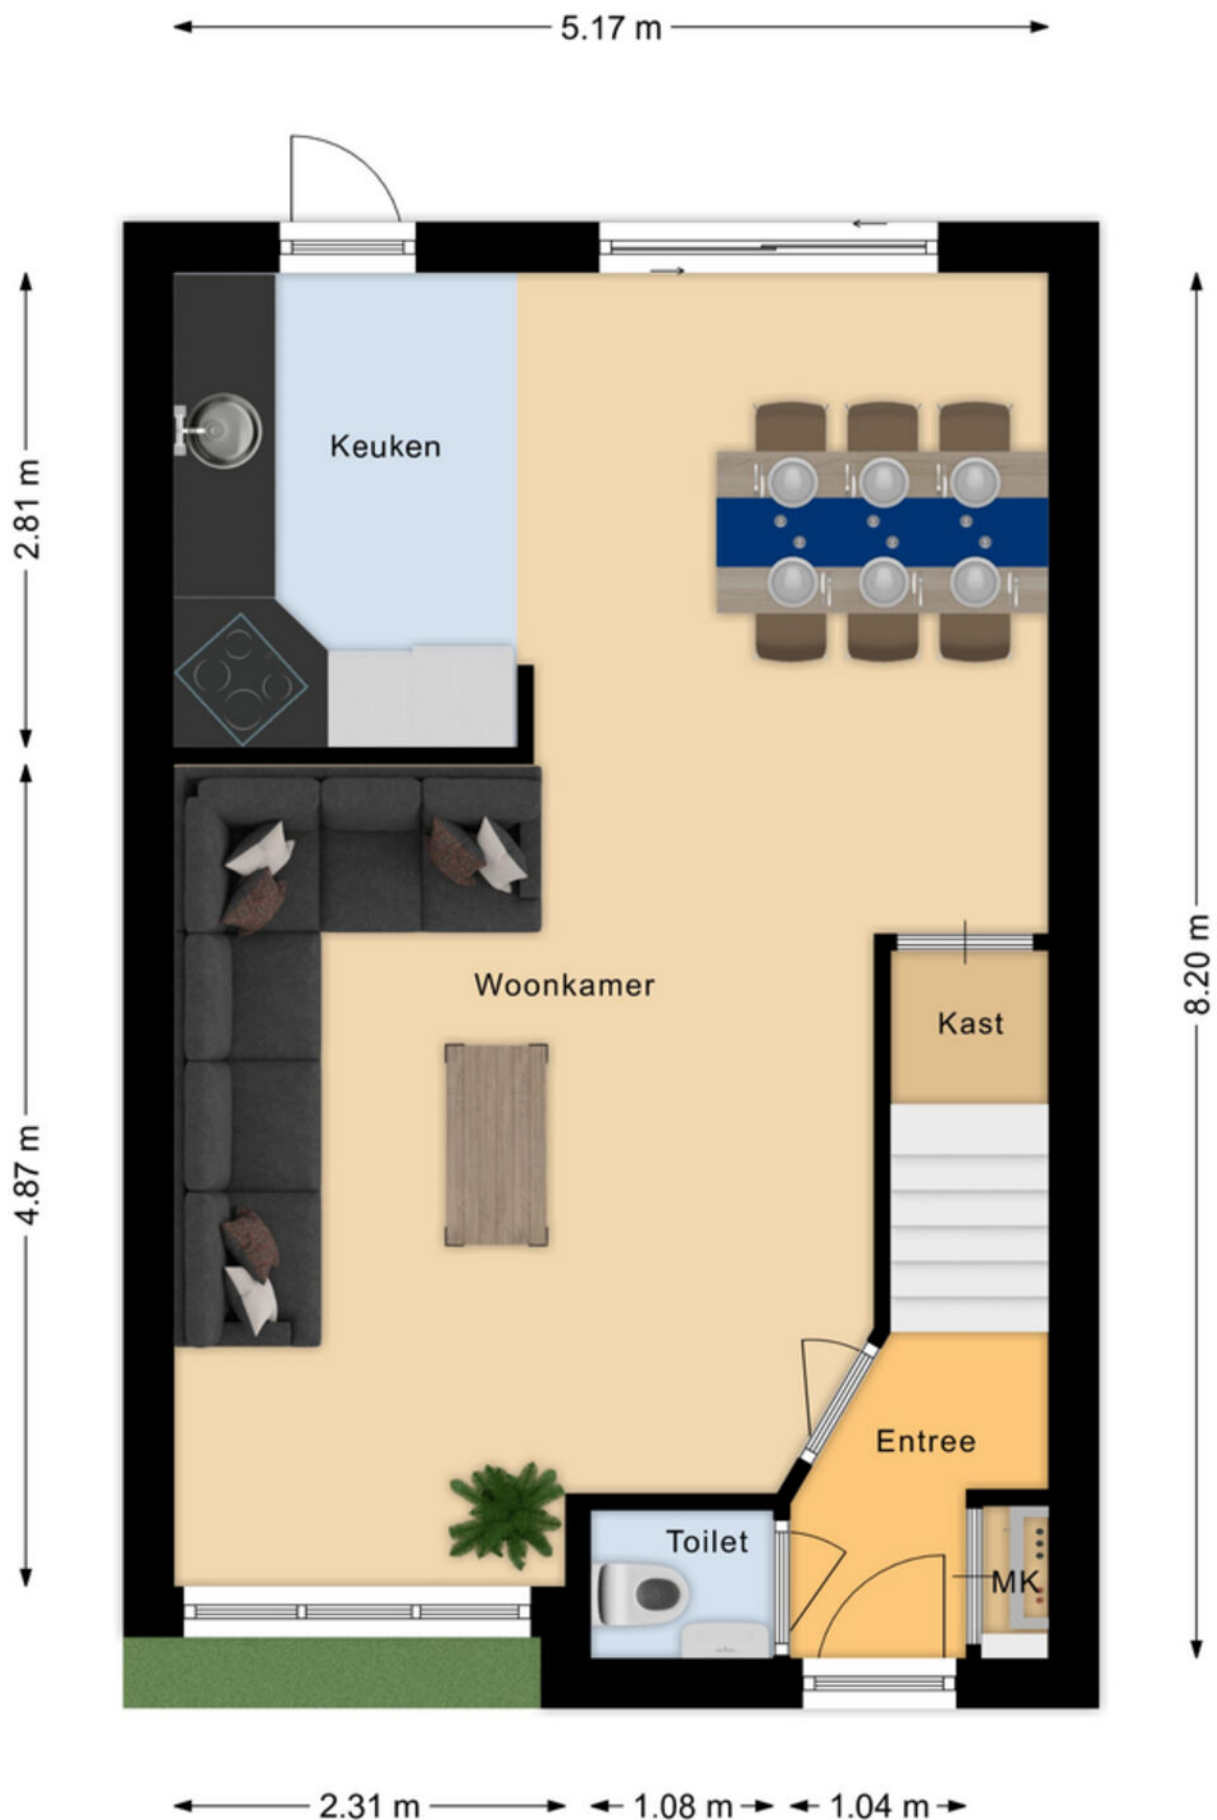 5.17 m
Keuken
2.81 m
Woonkamer
8.20 m
Kast
4.87 m
Entree
Toilet
MK
2.31 m
1.08 m
1.04 m